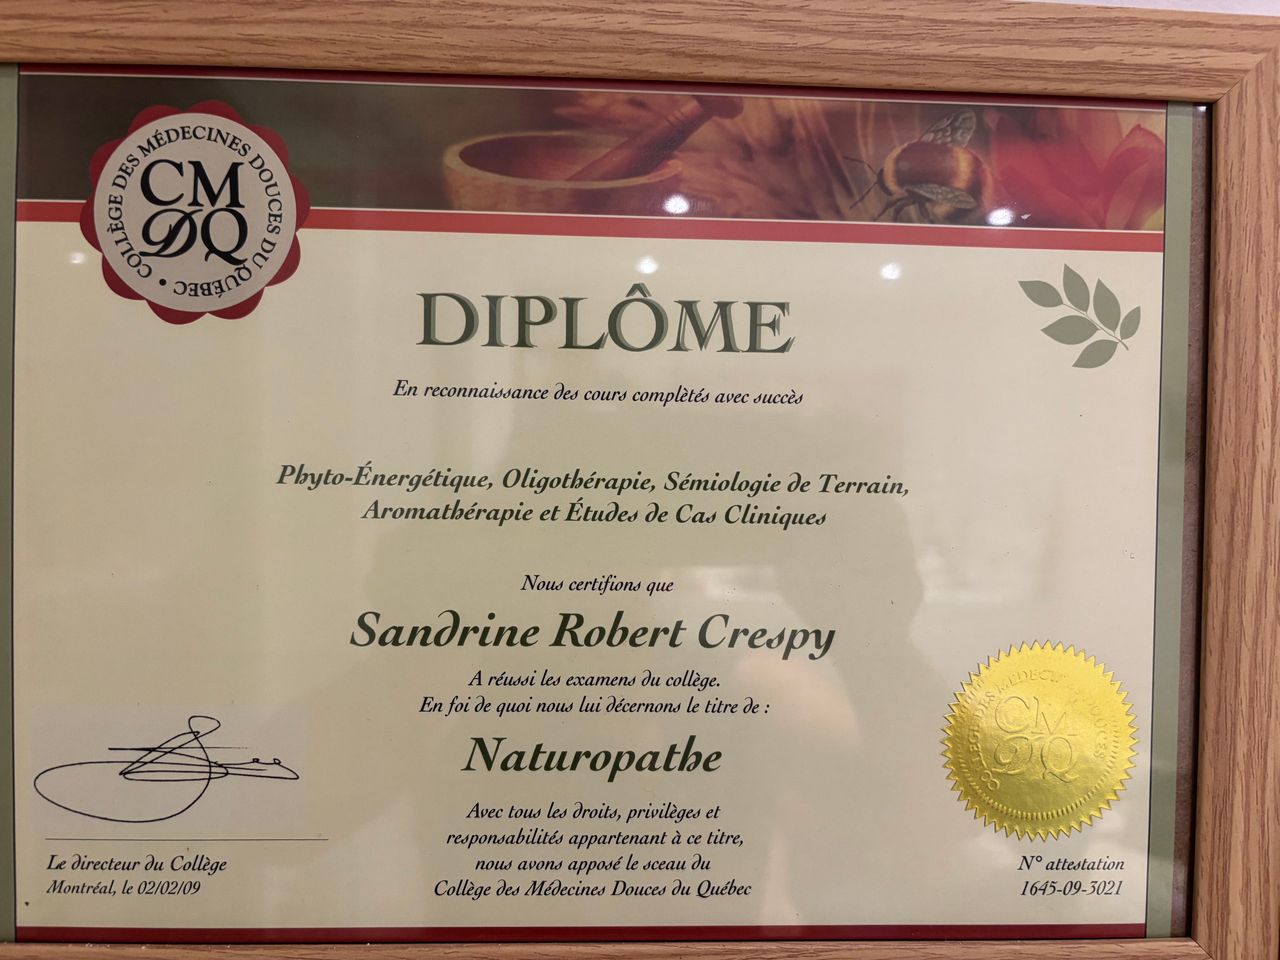 COLLÈGE DES MÉDECINES DOUCES DU QUÉBEC •
CM
DQ
DIPLÔME
En reconnaissance des cours complètés avec succès
Phyto-Énergétique, Oligothérapie, Sémiologie de Terrain,
Aromathérapie et Études de Cas Cliniques
Nous certifions que
Sandrine Robert Crespy
A réussi les examens du collège.
En foi de quoi nous lui décernons le titre de :
Naturopathe
Avec tous les droits, privilèges et
responsabilités appartenant à ce titre,
nous avons apposé le sceau du
Collège des Médecines Douces du Québec
Le directeur du Collège
Montréal, le 02/02/09
CM
DQ
N° attestation
1645-09-3021